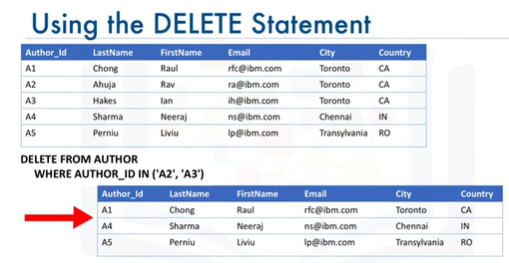 Using the DELETE Statement
Author_Id LastName FirstName Email City Country
A1 Chong Raul rfc@ibm.com Toronto CA
A2 Ahuja Rav ra@ibm.com Toronto CA
A3 Hakes Ian ih@ibm.com Toronto CA
A4 Sharma Neeraj ns@ibm.com Chennai IN
A5 Perniu Liviu lp@ibm.com Transylvania RO
DELETE FROM AUTHOR
WHERE AUTHOR_ID IN ('A2', 'A3')
Author_Id LastName FirstName Email City Country
A1 Chong Raul rfc@ibm.com Toronto CA
A4 Sharma Neeraj ns@ibm.com Chennai IN
A5 Perniu Liviu lp@ibm.com Transylvania RO